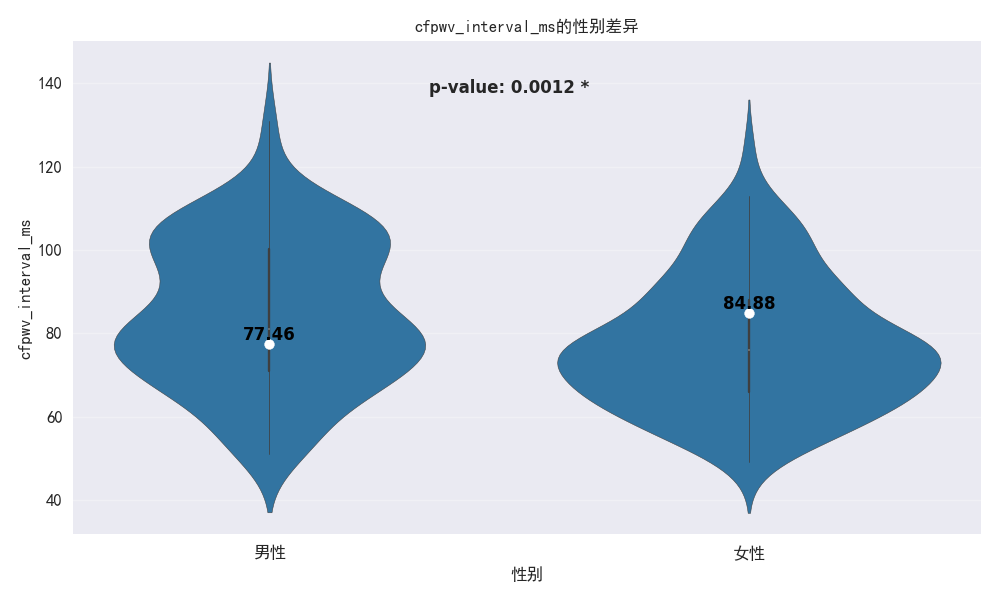 cfpwv_interval_ms的性别差异
p-value: 0.0012 *
cfpwv_interval_ms
140
120
100
80
60
40
77.46
84.88
男性
女性
性别